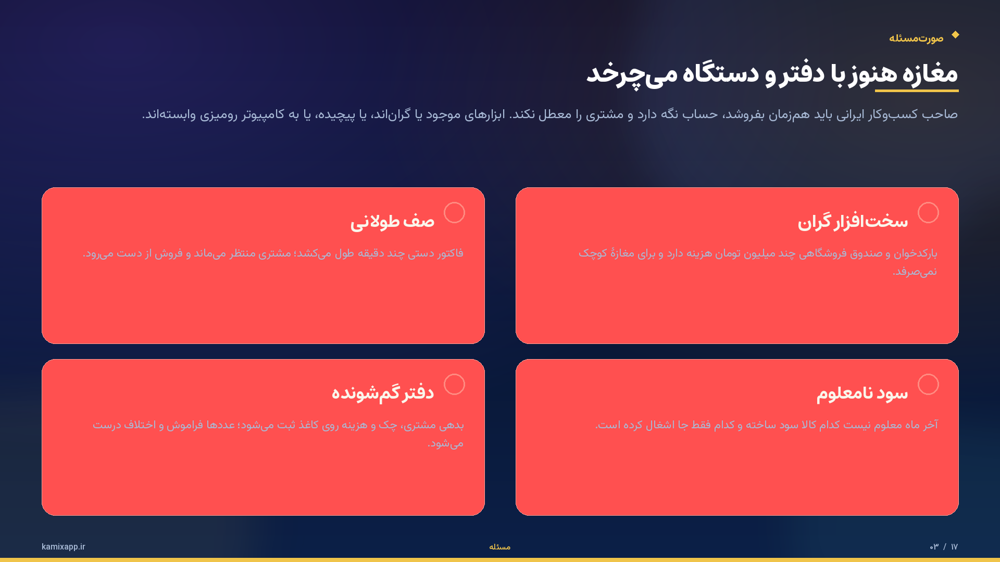 صورت‌مسئله
مغازه هنوز با دفتر و دستگاه می‌چرخد
صاحب کسب‌وکار ایرانی باید هم‌زمان بفروشد، حساب نگه دارد و مشتری را معطل نکند. ابزارهای موجود یا گران‌اند، یا پیچیده، یا به کامپیوتر رومیزی وابسته‌اند.
سخت‌افزار گران
بارکدخوان و صندوق فروشگاهی چند میلیون تومان هزینه دارد و برای مغازهٔ کوچک
نمی‌صرفد.
صف طولانی
فاکتور دستی چند دقیقه طول می‌کشد؛ مشتری منتظر می‌ماند و فروش از دست می‌رود.
سود نامعلوم
آخر ماه معلوم نیست کدام کالا سود ساخته و کدام فقط جا اشغال کرده است.
دفتر گم‌شونده
بدهی مشتری، چک و هزینه روی کاغذ ثبت می‌شود؛ عددها فراموش و اختلاف درست
می‌شود.
۰۳ / ۱۷
مسئله
kamixapp.ir